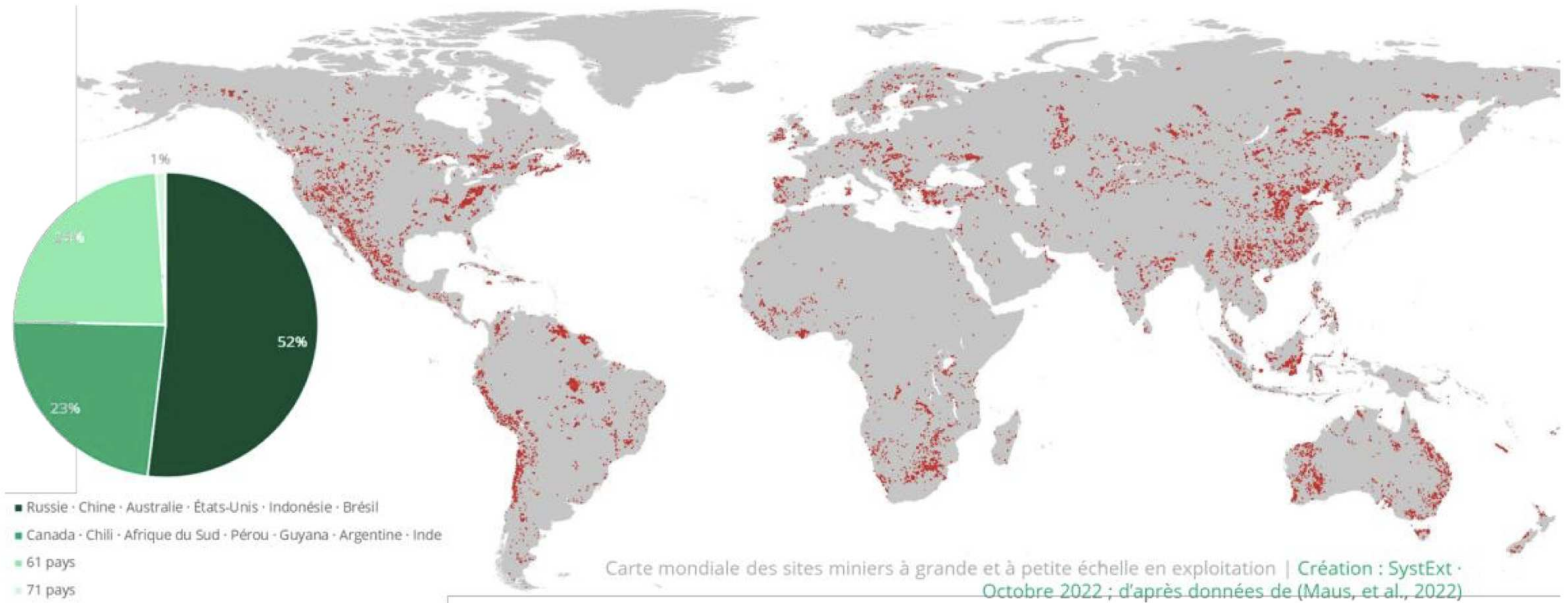 1%
24%
52%
23%
Russie · Chine · Australie · États-Unis · Indonésie · Brésil
Canada · Chili · Afrique du Sud · Pérou · Guyana · Argentine · Inde
61 pays
71 pays
Carte mondiale des sites miniers à grande et à petite échelle en exploitation | Création : SystExt ·
Octobre 2022 ; d'après données de (Maus, et al., 2022)